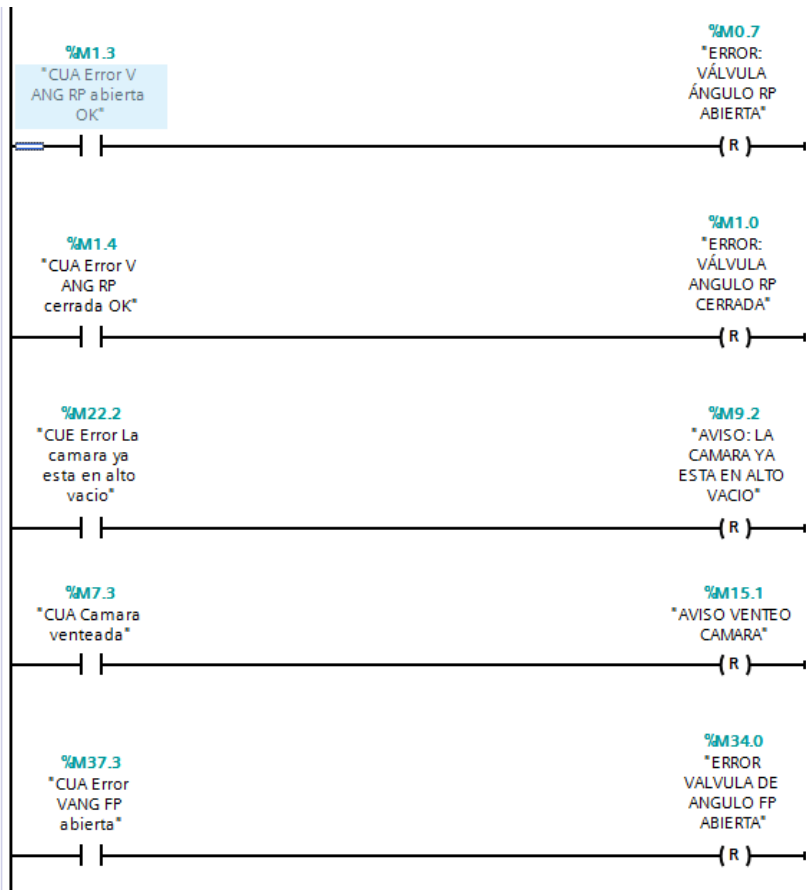 %M1.3
"CUA Error V
ANG RP abierta
OK"
%M0.7
"ERROR:
VÁLVULA
ÁNGULO RP
ABIERTA"
R
%M1.4
"CUA Error V
ANG RP
cerrada OK"
%M1.0
"ERROR:
VÁLVULA
ANGULO RP
CERRADA"
R
%M22.2
"CUE Error La
camara ya
esta en alto
vacio"
%M9.2
"AVISO: LA
CAMARA YA
ESTA EN ALTO
VACIO"
R
%M7.3
"CUA Camara
venteada"
%M15.1
"AVISO VENTEO
CAMARA"
R
%M37.3
"CUA Error
VANG FP
abierta"
%M34.0
"ERROR
VALVULA DE
ANGULO FP
ABIERTA"
R